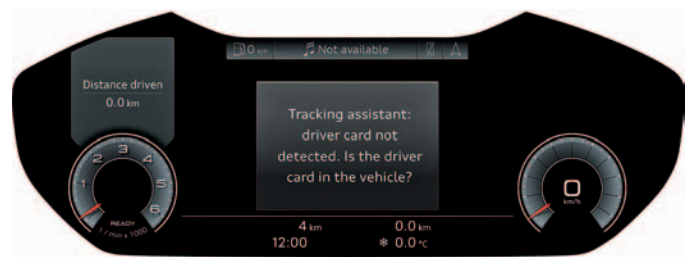 0 km
Not available
Distance driven
0.0 km
Tracking assistant:
driver card not
detected. Is the driver
card in the vehicle?
1 2 3 4 5 6
READY
1 / min x 1000
0
km/h
4 km 0.0 km
12:00 0.0 °C